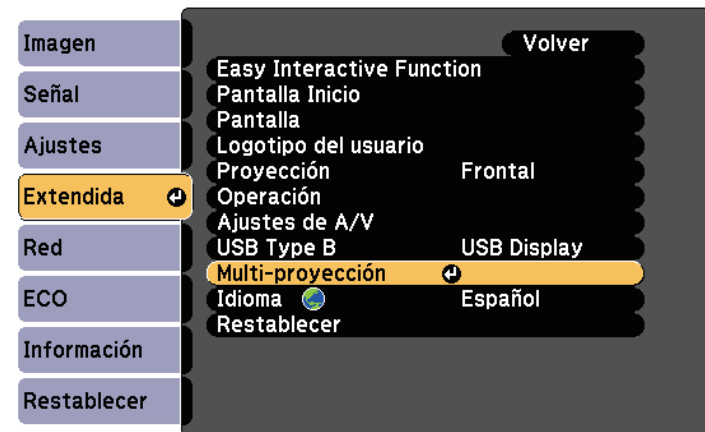 Imagen
Señal
Ajustes
Extendida
Red
ECO
Información
Restablecer
Volver
Easy Interactive Function
Pantalla Inicio
Pantalla
Logotipo del usuario
Proyección Frontal
Operación
Ajustes de A/V
USB Type B USB Display
Multi-proyección
Idioma Español
Restablecer